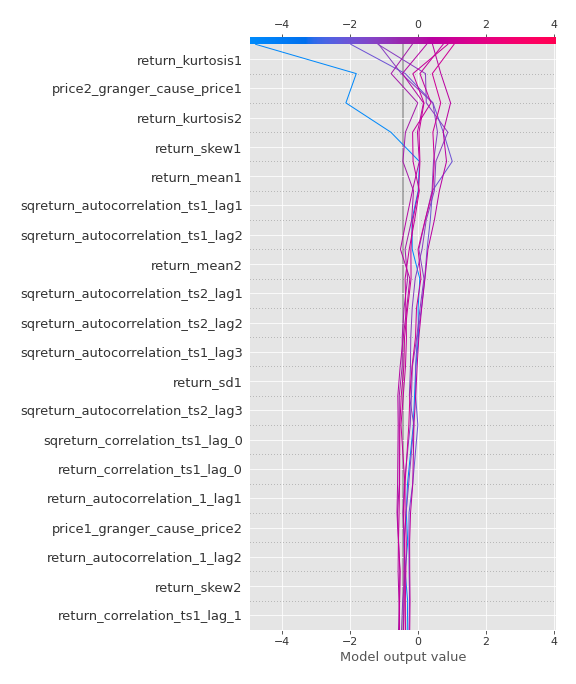 −4 −2 0 2 4
return_kurtosis1
price2_granger_cause_price1
return_kurtosis2
return_skew1
return_mean1
sqreturn_autocorrelation_ts1_lag1
sqreturn_autocorrelation_ts1_lag2
return_mean2
sqreturn_autocorrelation_ts2_lag1
sqreturn_autocorrelation_ts2_lag2
sqreturn_autocorrelation_ts1_lag3
return_sd1
sqreturn_autocorrelation_ts2_lag3
sqreturn_correlation_ts1_lag_0
return_correlation_ts1_lag_0
return_autocorrelation_1_lag1
price1_granger_cause_price2
return_autocorrelation_1_lag2
return_skew2
return_correlation_ts1_lag_1
−4 −2 0 2 4
Model output value